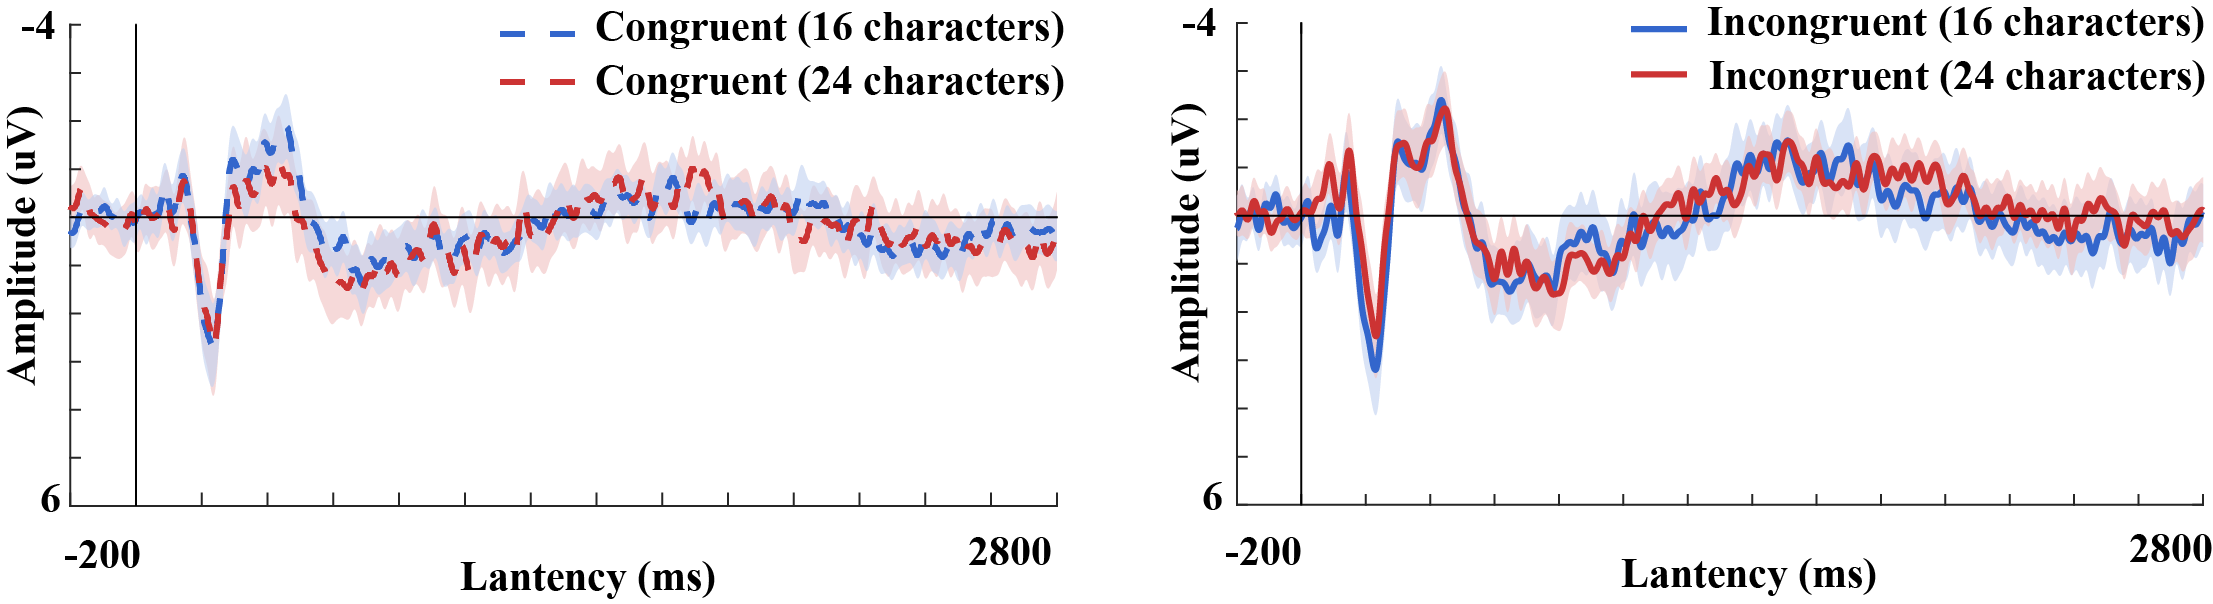 -4
Congruent (16 characters)
Congruent (24 characters)
Amplitude (uV)
6
-200
2800
Lantency (ms)
-4
Incongruent (16 characters)
Incongruent (24 characters)
Amplitude (uV)
6
-200
2800
Lantency (ms)